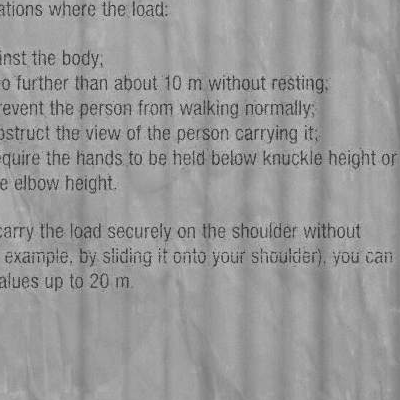 ations where the load:
inst the body;
o further than about 10 m without resting;
revent the person from walking normally;
bstruct the view of the person carrying it;
equire the hands to be held below knuckle height or
e elbow height.
carry the load securely on the shoulder without
example, by sliding it onto your shoulder), you can
alues up to 20 m.